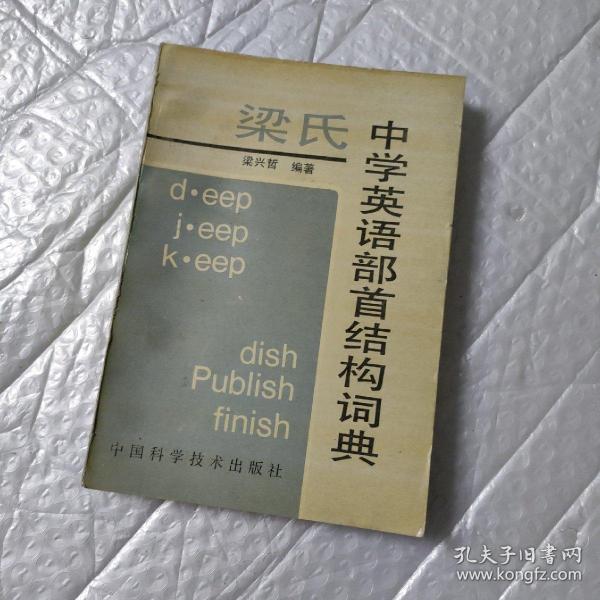 梁氏
梁兴哲 编著
中学英语部首结构词典
d•eep
j•eep
k•eep
dish
Publish
finish
中国科学技术出版社
孔夫子旧书网
www.kongfz.com